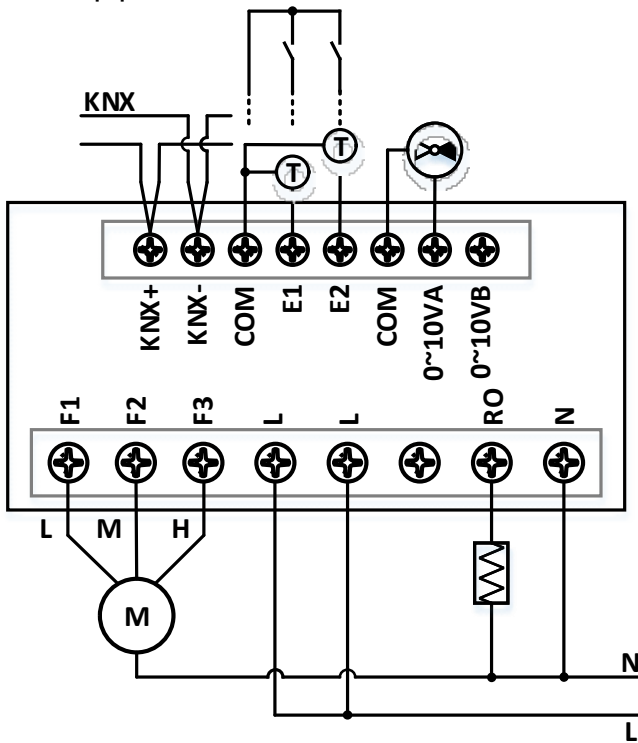 KNX
T
T
KNX+
KNX-
COM
E1
E2
COM
0~10VA
0~10VB
F1
F2
F3
L
L
RO
N
L
M
H
M
N
L